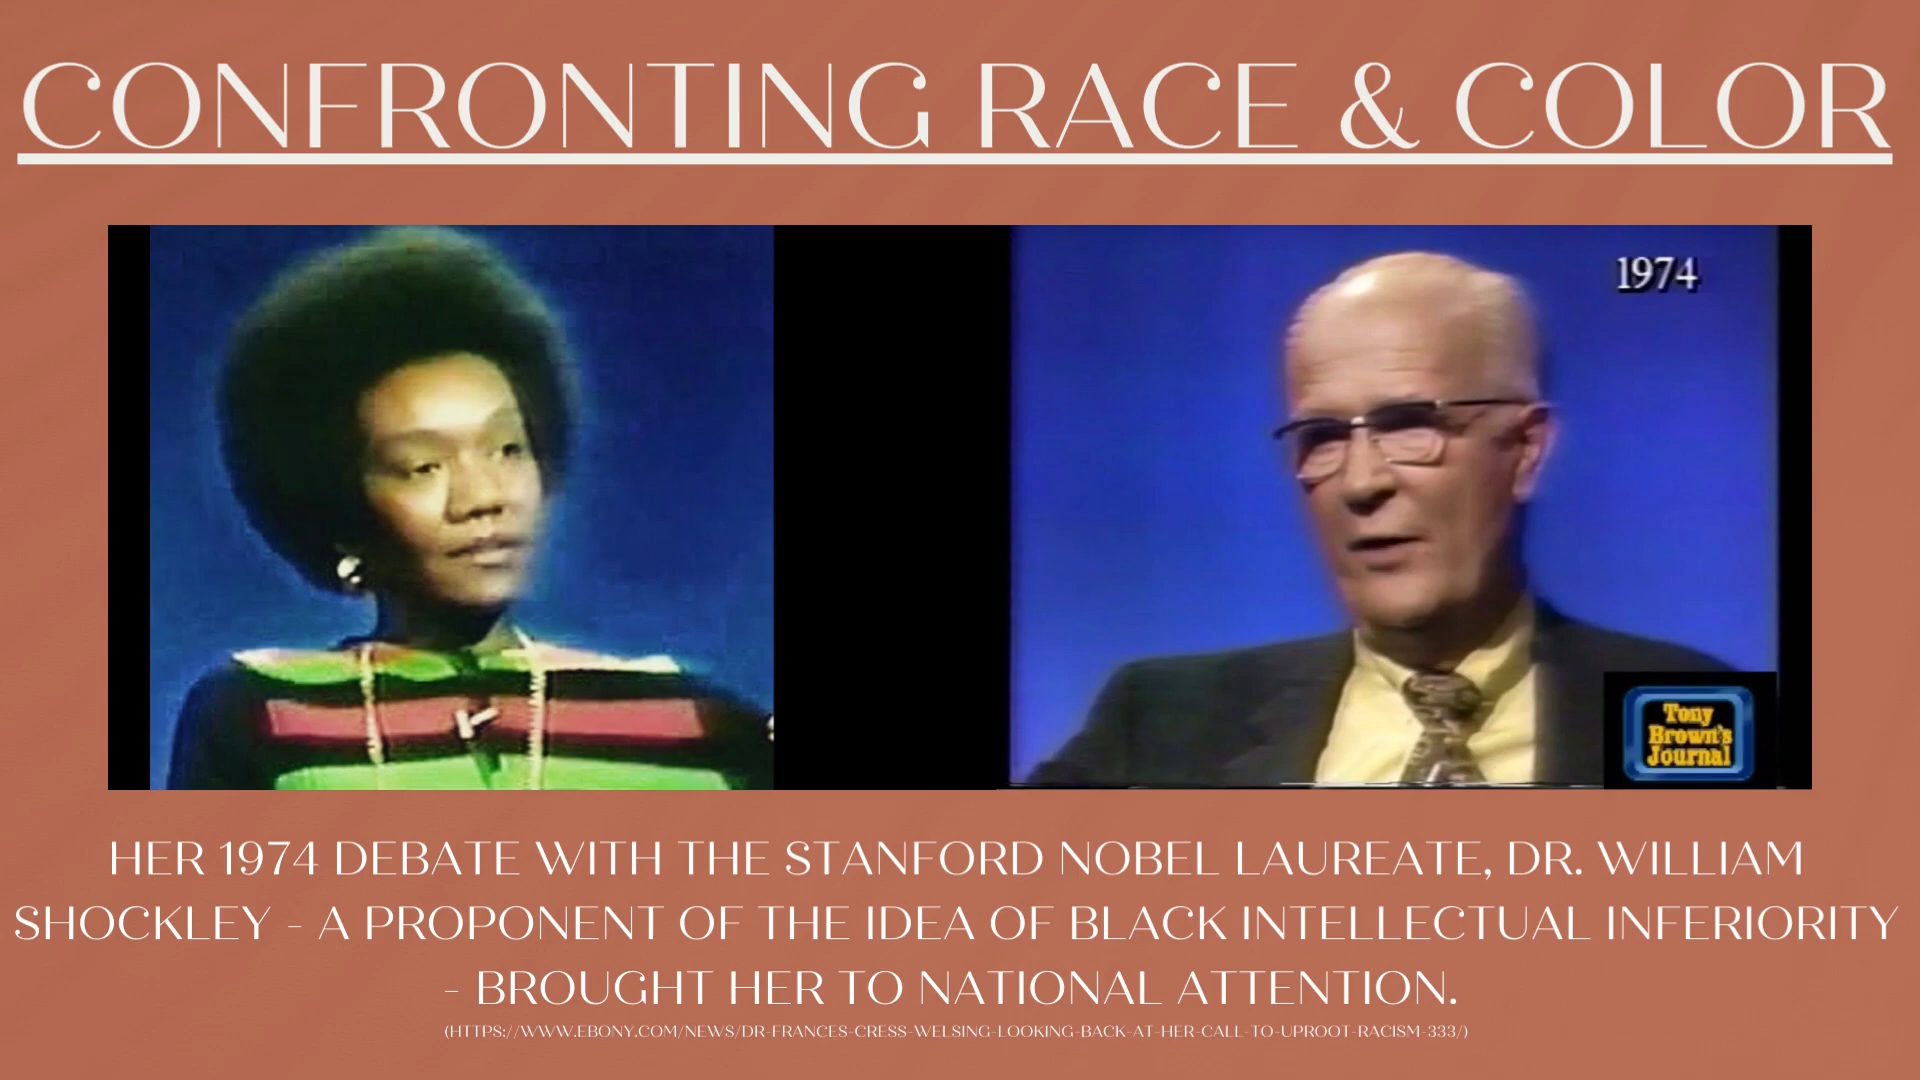 CONFRONTING RACE & COLOR
1974
Tony
Brown's
Journal
HER 1974 DEBATE WITH THE STANFORD NOBEL LAUREATE, DR. WILLIAM
SHOCKLEY - A PROPONENT OF THE IDEA OF BLACK INTELLECTUAL INFERIORITY
- BROUGHT HER TO NATIONAL ATTENTION.
(HTTPS://WWW.EBONY.COM/NEWS/DR-FRANCES-CRESS-WELSING-LOOKING-BACK-AT-HER-CALL-TO-UPROOT-RACISM-333/)